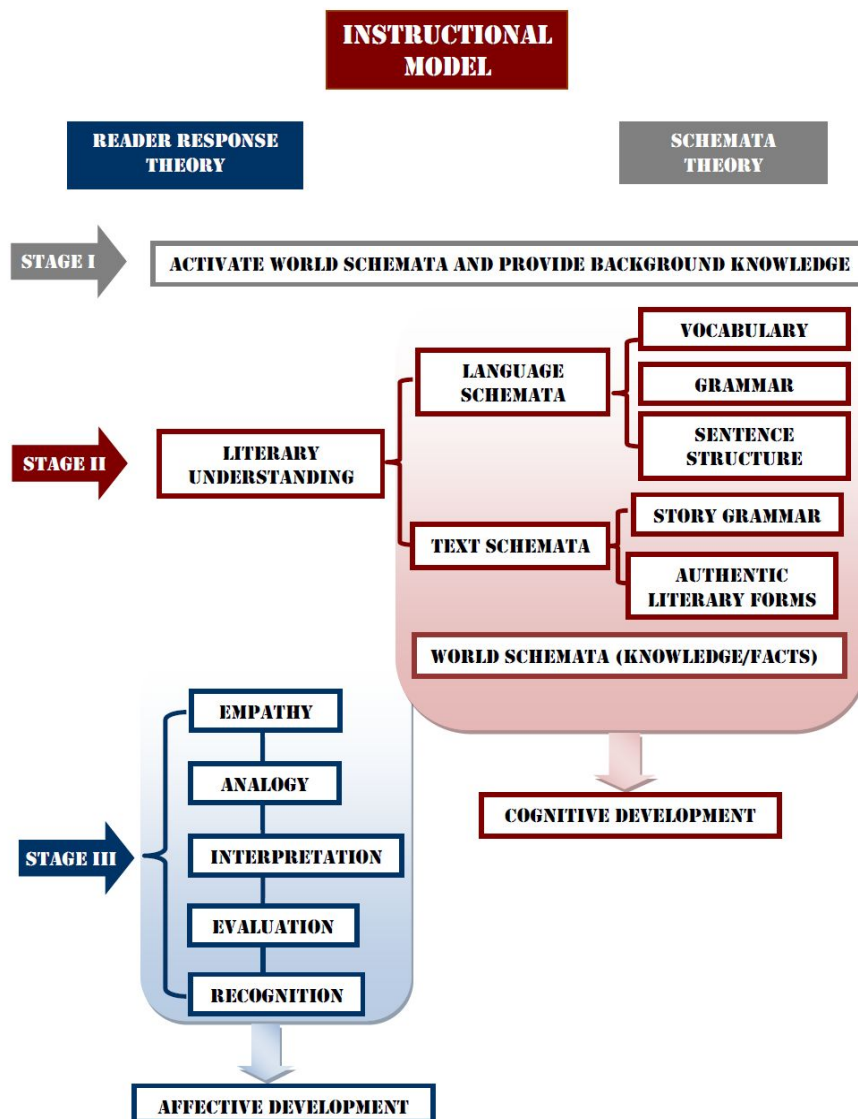 INSTRUCTIONAL
MODEL
READER RESPONSE
THEORY
SCHEMATA
THEORY
STAGE I
ACTIVATE WORLD SCHEMATA AND PROVIDE BACKGROUND KNOWLEDGE
STAGE II
LITERARY
UNDERSTANDING
LANGUAGE
SCHEMATA
VOCABULARY
GRAMMAR
SENTENCE
STRUCTURE
TEXT SCHEMATA
STORY GRAMMAR
AUTHENTIC
LITERARY FORMS
WORLD SCHEMATA (KNOWLEDGE/FACTS)
COGNITIVE DEVELOPMENT
STAGE III
EMPATHY
ANALOGY
INTERPRETATION
EVALUATION
RECOGNITION
AFFECTIVE DEVELOPMENT